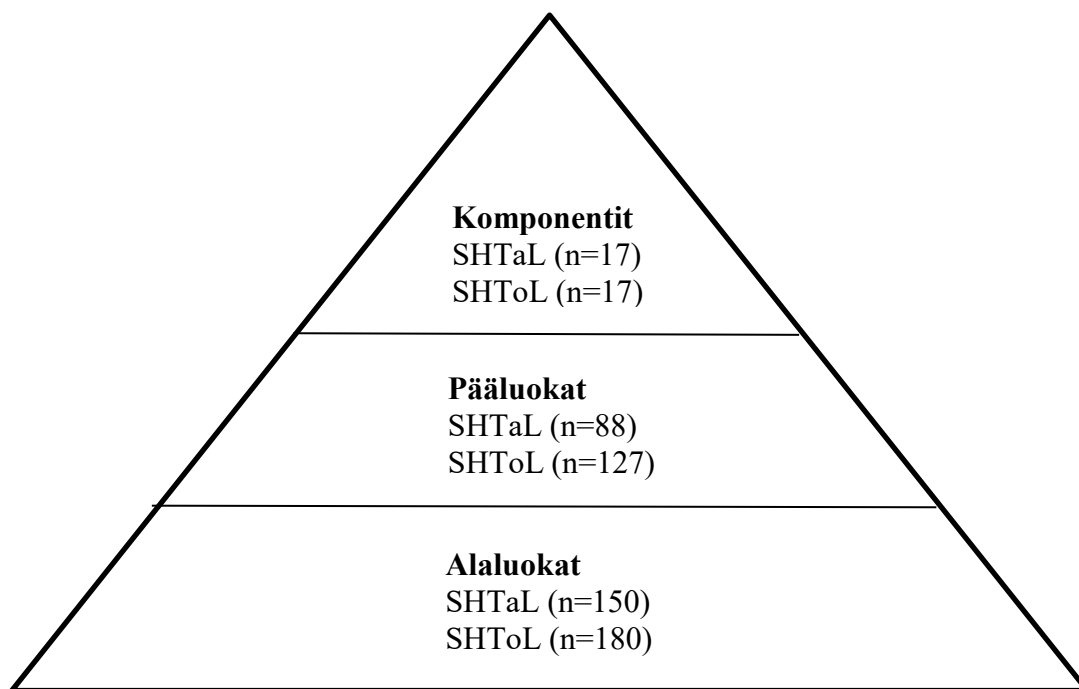 Komponentit
SHTaL (n=17)
SHToL (n=17)
Pääluokat
SHTaL (n=88)
SHToL (n=127)
Alaluokat
SHTaL (n=150)
SHToL (n=180)